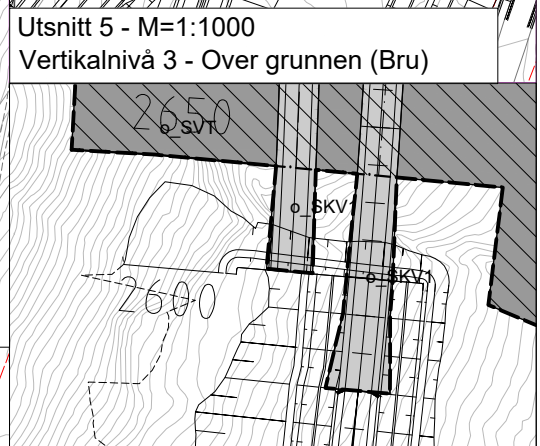 Utsnitt 5 - M=1:1000
Vertikalnivå 3 - Over grunnen (Bru)
2650
o_SVT
o_SKV1
o_SKV1
2600